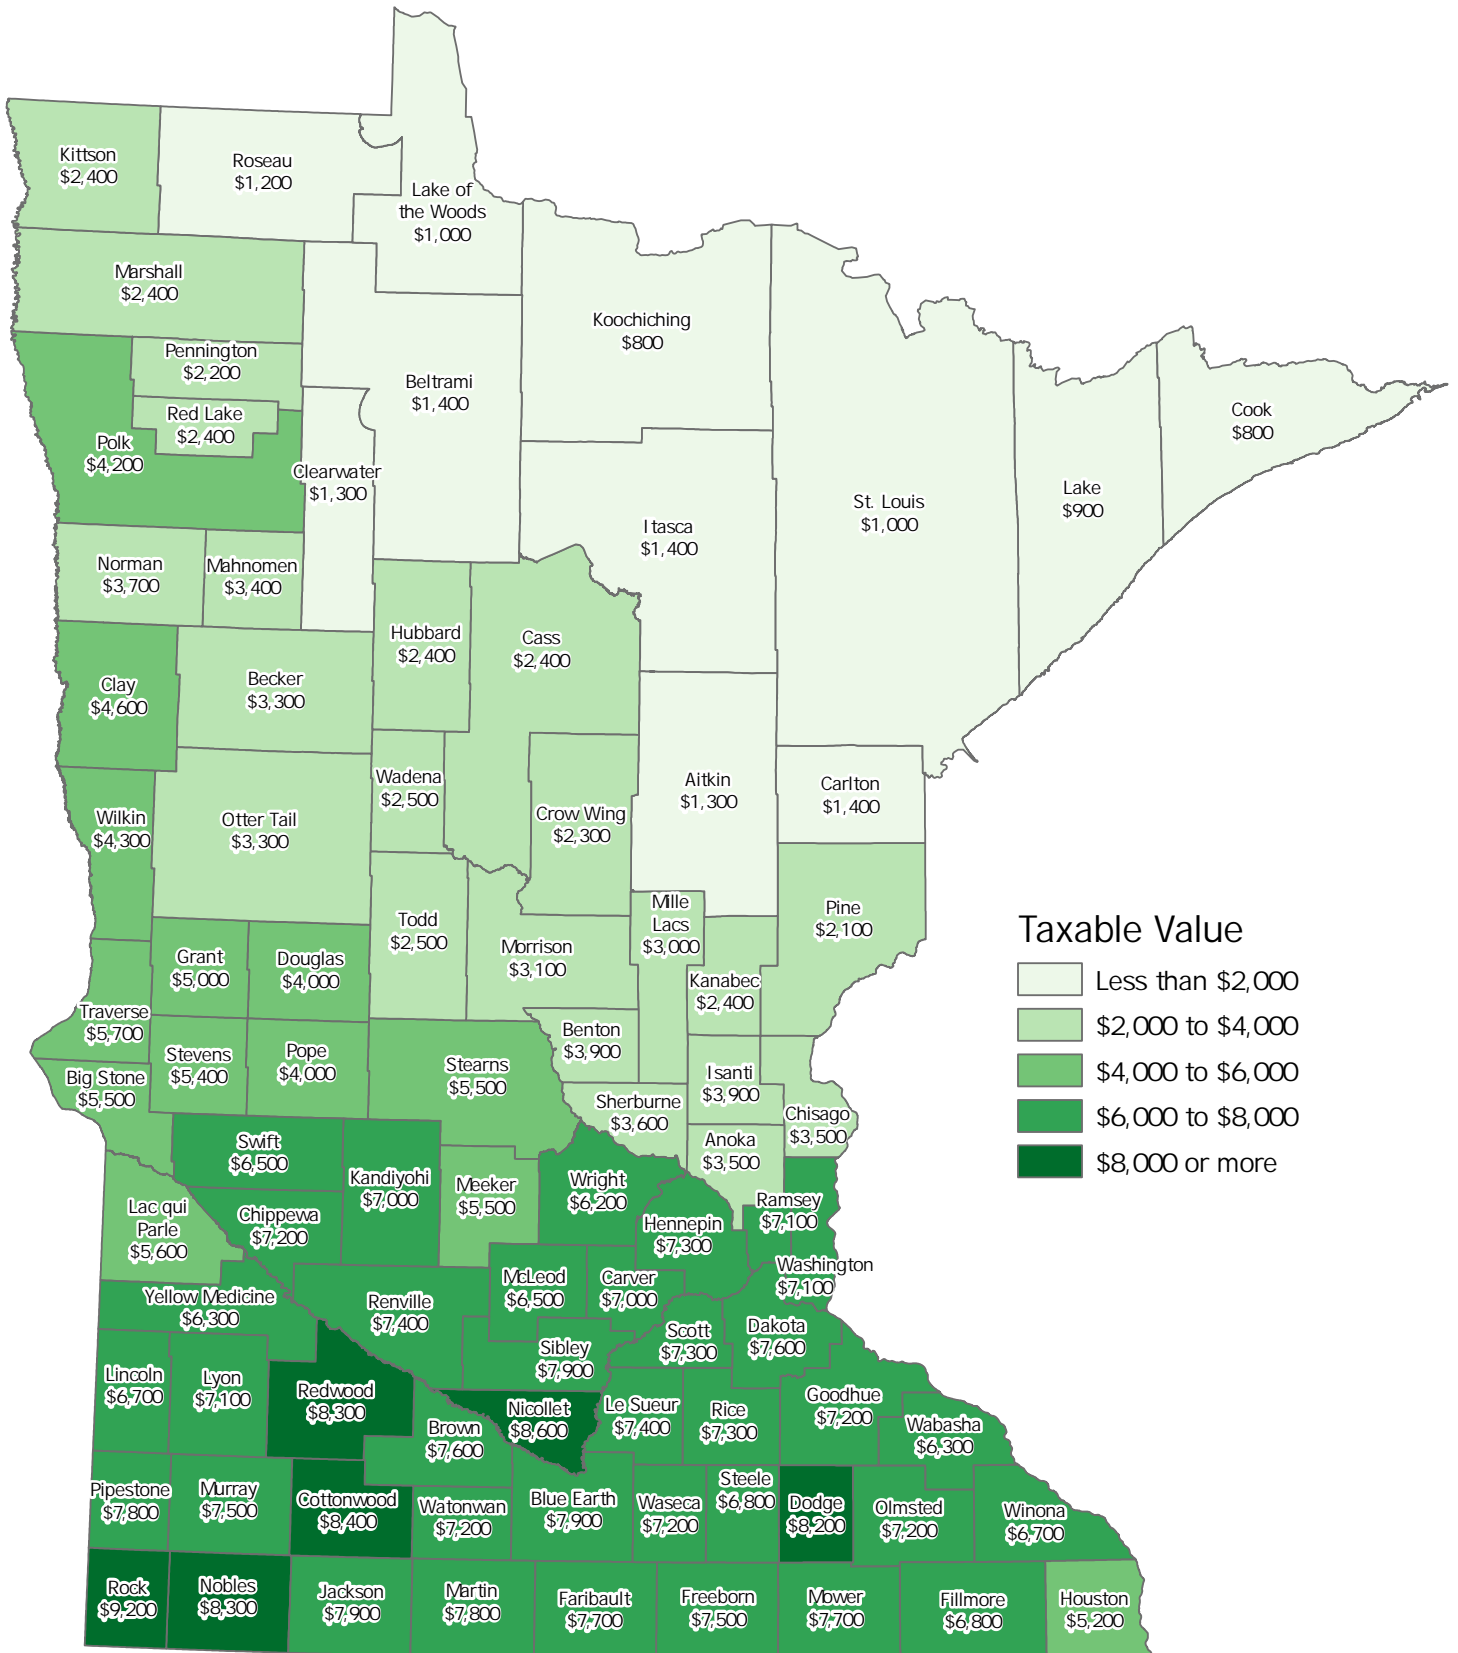 Kittson
$2,400
Roseau
$1,200
Lake of
the Woods
$1,000
Marshall
$2,400
Koochiching
$800
Pennington
$2,200
Beltrami
$1,400
Red Lake
$2,400
Polk
$4,200
Cook
$800
Clearwater
$1,300
Lake
$900
St. Louis
$1,000
Itasca
$1,400
Norman
$3,700
Mahnomen
$3,400
Hubbard
$2,400
Cass
$2,400
Clay
$4,600
Becker
$3,300
Wadena
$2,500
Aitkin
$1,300
Carlton
$1,400
Wilkin
$4,300
Otter Tail
$3,300
Crow Wing
$2,300
Mille
Lacs
$3,000
Pine
$2,100
Todd
$2,500
Morrison
$3,100
Grant
$5,000
Douglas
$4,000
Kanabec
$2,400
Taxable Value
Less than $2,000
$2,000 to $4,000
$4,000 to $6,000
$6,000 to $8,000
$8,000 or more
Traverse
$5,700
Stevens
$5,400
Pope
$4,000
Stearns
$5,500
Benton
$3,900
Isanti
$3,900
Big Stone
$5,500
Sherburne
$3,600
Chisago
$3,500
Swift
$6,500
Anoka
$3,500
Kandiyohi
$7,000
Meeker
$5,500
Wright
$6,200
Ramsey
$7,100
Lac qui
Parle
$5,600
Chippewa
$7,200
Hennepin
$7,300
Washington
$7,100
McLeod
$6,500
Carver
$7,000
Yellow Medicine
$6,300
Renville
$7,400
Scott
$7,300
Dakota
$7,600
Sibley
$7,900
Lincoln
$6,700
Lyon
$7,100
Redwood
$8,300
Nicollet
$8,600
Le Sueur
$7,400
Rice
$7,300
Goodhue
$7,200
Wabasha
$6,300
Brown
$7,600
Pipestone
$7,800
Murray
$7,500
Cottonwood
$8,400
Watonwan
$7,200
Blue Earth
$7,900
Waseca
$7,200
Steele
$6,800
Dodge
$8,200
Olmsted
$7,200
Winona
$6,700
Rock
$9,200
Nobles
$8,300
Jackson
$7,900
Martin
$7,800
Faribault
$7,700
Freeborn
$7,500
Mower
$7,700
Fillmore
$6,800
Houston
$5,200